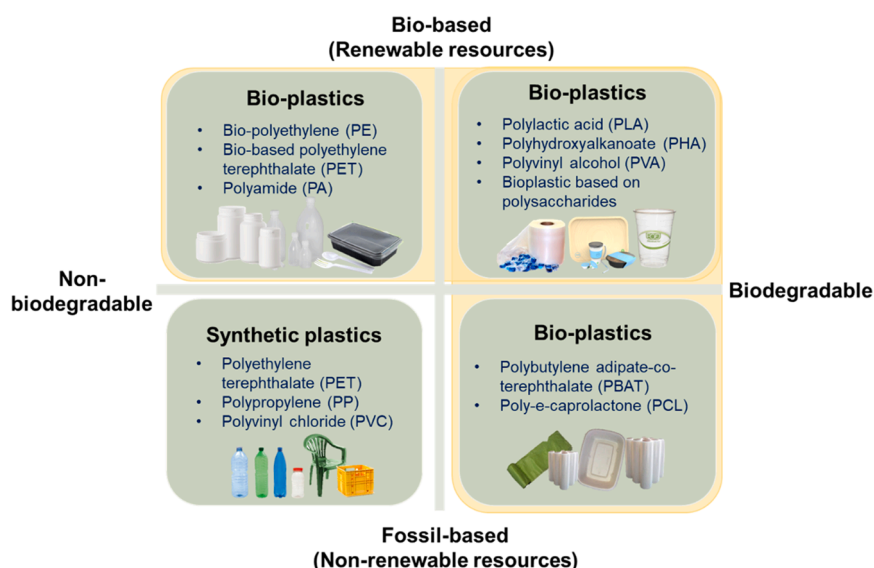 Bio-based
(Renewable resources)
Bio-plastics
• Bio-polyethylene (PE)
• Bio-based polyethylene
terephthalate (PET)
• Polyamide (PA)
Bio-plastics
• Polylactic acid (PLA)
• Polyhydroxyalkanoate (PHA)
• Polyvinyl alcohol (PVA)
• Bioplastic based on
polysaccharides
Non-
biodegradable
Biodegradable
Synthetic plastics
• Polyethylene
terephthalate (PET)
• Polypropylene (PP)
• Polyvinyl chloride (PVC)
Bio-plastics
• Polybutylene adipate-co-
terephthalate (PBAT)
• Poly-e-caprolactone (PCL)
Fossil-based
(Non-renewable resources)